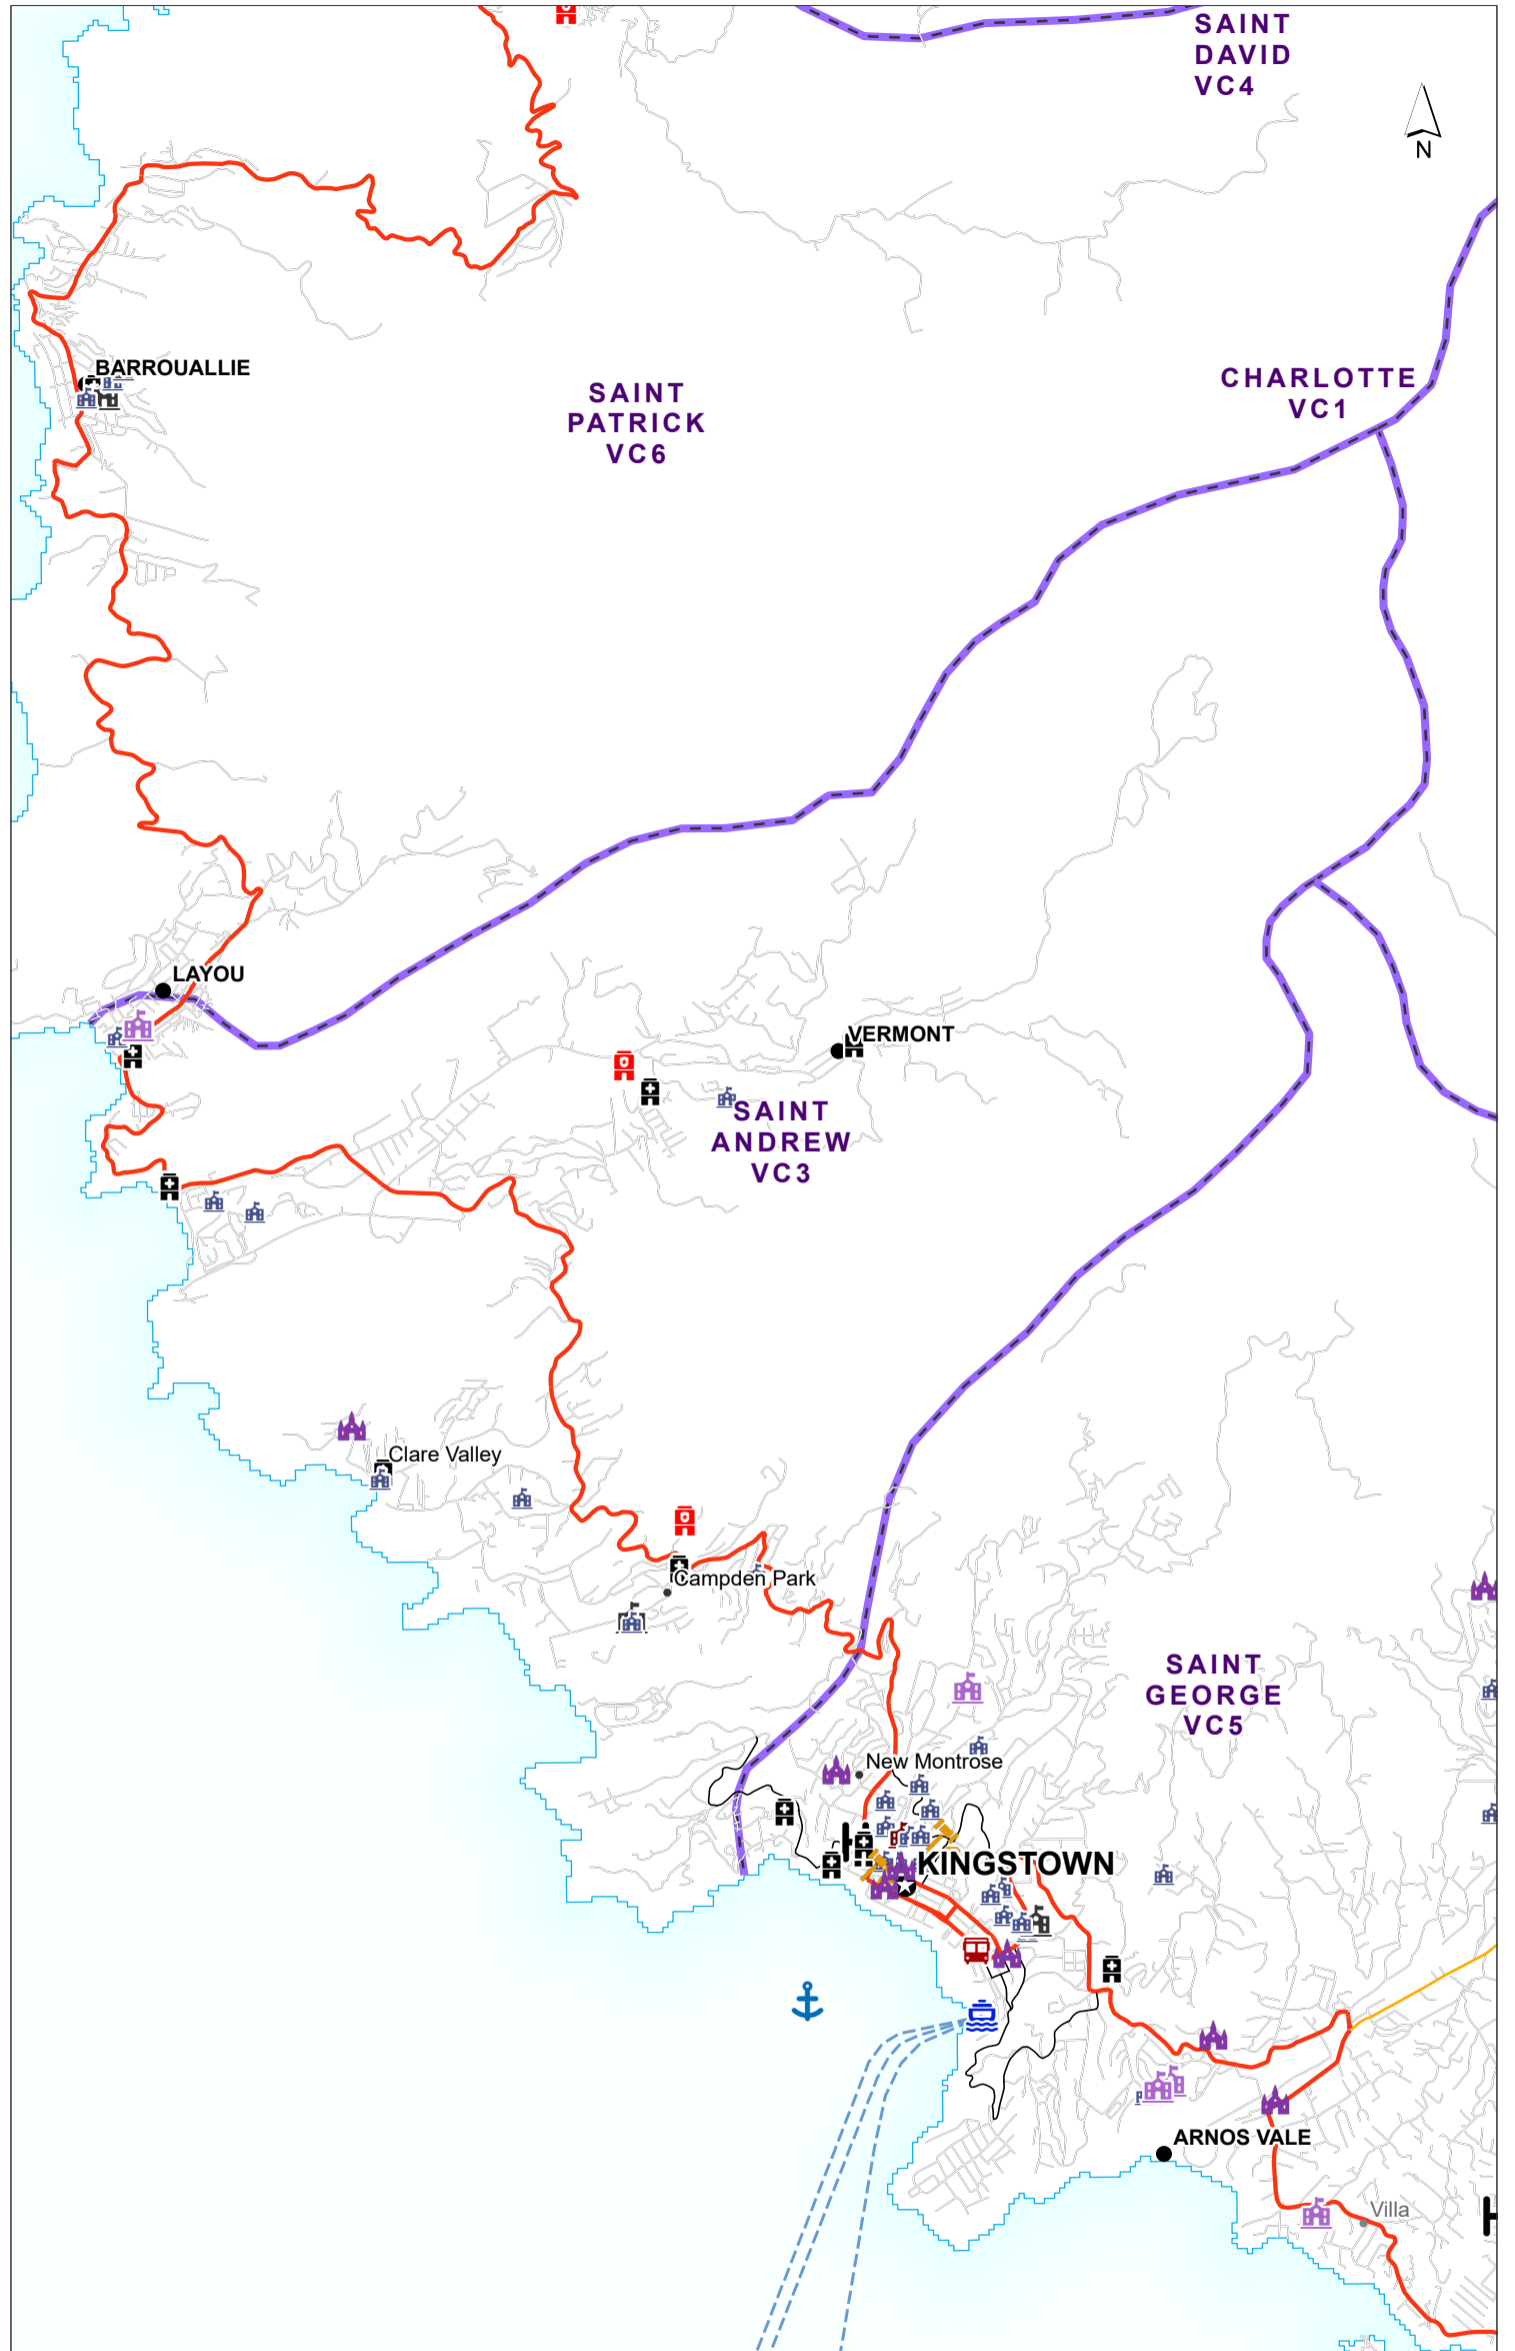 SAINT
DAVID
VC4
N
BARROUALLIE
SAINT
PATRICK
VC6
CHARLOTTE
VC1
LAYOU
VERMONT
SAINT
ANDREW
VC3
Clare Valley
Campden Park
SAINT
GEORGE
VC5
New Montrose
KINGSTOWN
ARNOS VALE
Villa